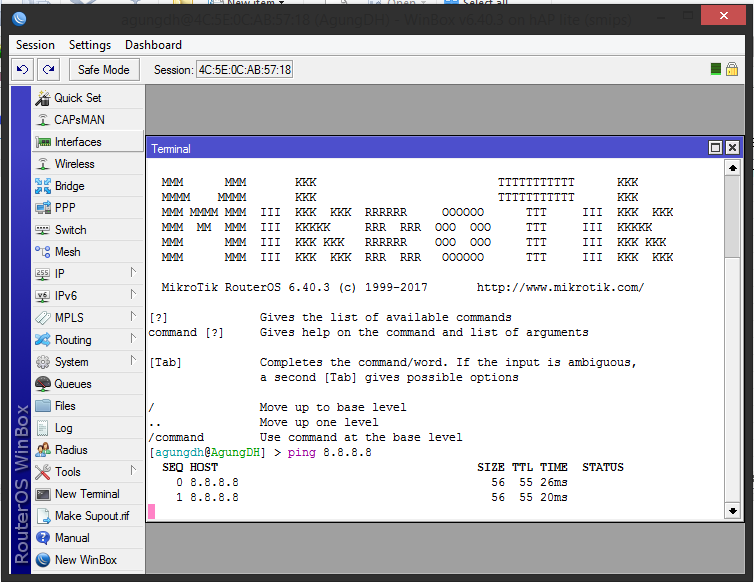 agungdh@4C:5E:0C:AB:57:18 (AgungDH) - WinBox v6.40.3 on hAP lite (smips)
Session Settings Dashboard
Safe Mode Session: 4C:5E:0C:AB:57:18
Quick Set
CAPsMAN
Interfaces
Wireless
Bridge
PPP
Switch
Mesh
IP
IPv6
MPLS
Routing
System
Queues
Files
Log
Radius
Tools
New Terminal
Make Supout.rif
Manual
New WinBox
RouterOS WinBox
Terminal
MMM MMM KKK TTTTTTTTTTT KKK
MMMM MMMM KKK TTTTTTTTTTT KKK
MMM MMMM MMM III KKK KKK RRRRRR OOOOOO TTT III KKK KKK
MMM MM MMM III KKKKK RRR RRR OOO OOO TTT III KKKKK
MMM MMM III KKK KKK RRRRRR OOO OOO TTT III KKK KKK
MMM MMM III KKK KKK RRR RRR OOOOOO TTT III KKK KKK
MikroTik RouterOS 6.40.3 (c) 1999-2017 http://www.mikrotik.com/
[?] Gives the list of available commands
command [?] Gives help on the command and list of arguments
[Tab] Completes the command/word. If the input is ambiguous,
a second [Tab] gives possible options
/ Move up to base level
.. Move up one level
/command Use command at the base level
[agungdh@AgungDH] > ping 8.8.8.8
SEQ HOST SIZE TTL TIME STATUS
0 8.8.8.8 56 55 26ms
1 8.8.8.8 56 55 20ms